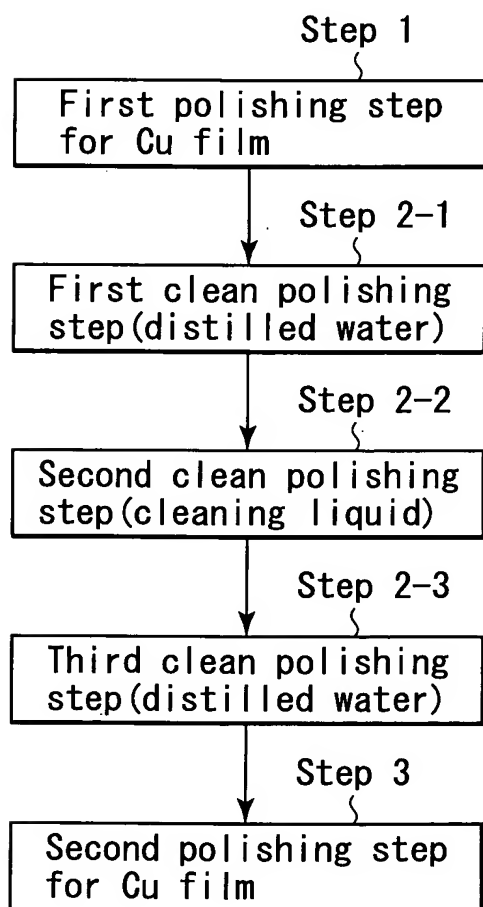 Step 1
First polishing step
for Cu film
Step 2-1
First clean polishing
step(distilled water)
Step 2-2
Second clean polishing
step(cleaning liquid)
Step 2-3
Third clean polishing
step(distilled water)
Step 3
Second polishing step
for Cu film